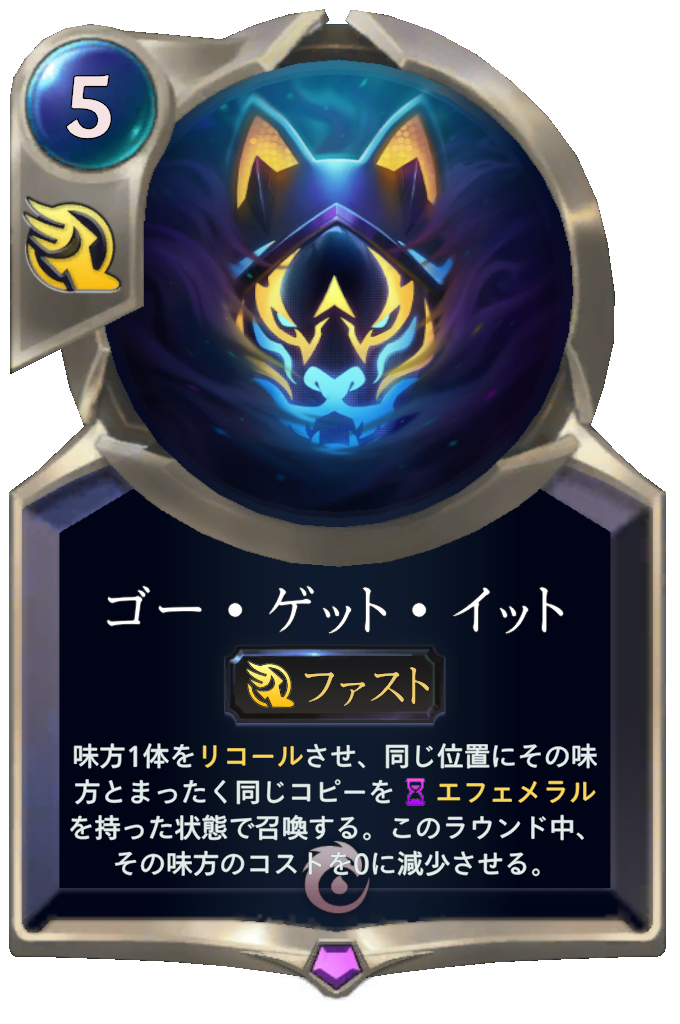 5
ゴー・ゲット・イット
ファスト
味方1体をリコールさせ、同じ位置にその味
方とまったく同じコピーを エフェメラル
を持った状態で召喚する。このラウンド中、
その味方のコストを0に減少させる。